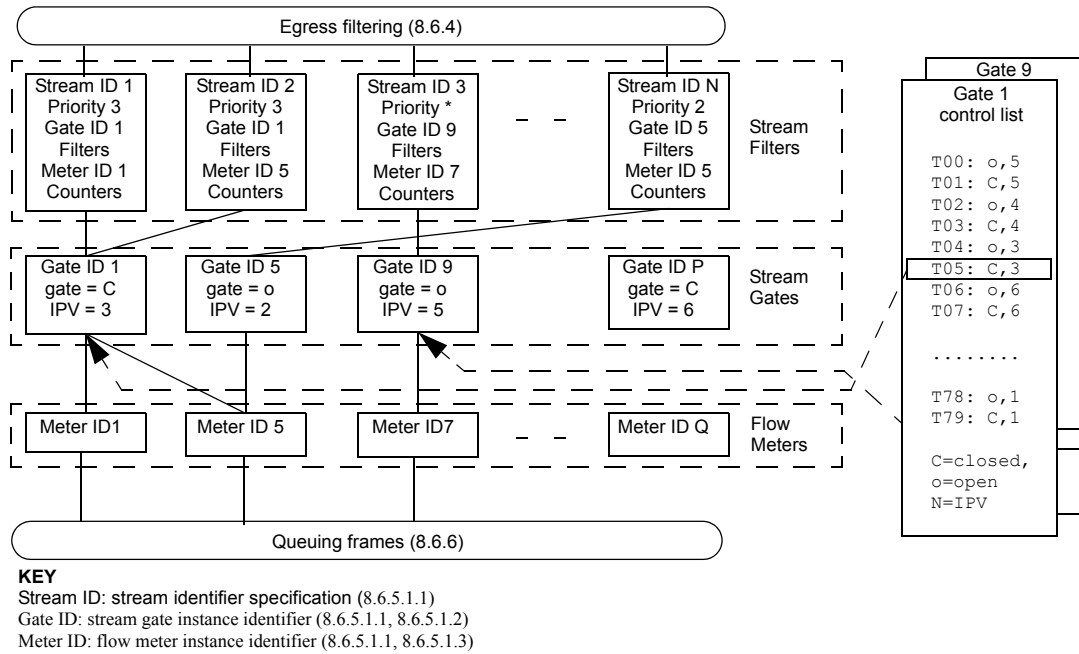 Egress filtering (8.6.4)
Stream ID 1
Priority 3
Gate ID 1
Filters
Meter ID 1
Counters
Stream ID 2
Priority 3
Gate ID 1
Filters
Meter ID 5
Counters
Stream ID 3
Priority *
Gate ID 9
Filters
Meter ID 7
Counters
– –
Stream ID N
Priority 2
Gate ID 5
Filters
Meter ID 5
Counters
Stream
Filters
Gate ID 1
gate = C
IPV = 3
Gate ID 5
gate = o
IPV = 2
Gate ID 9
gate = o
IPV = 5
Gate ID P
gate = C
IPV = 6
Stream
Gates
Meter ID1
Meter ID 5
Meter ID7
– –
Meter ID Q
Flow
Meters
Queuing frames (8.6.6)
Gate 9
Gate 1
control list
T00: o,5
T01: C,5
T02: o,4
T03: C,4
T04: o,3
T05: C,3
T06: o,6
T07: C,6
........
T78: o,1
T79: C,1
C=closed,
o=open
N=IPV
KEY
Stream ID: stream identifier specification (8.6.5.1.1)
Gate ID: stream gate instance identifier (8.6.5.1.1, 8.6.5.1.2)
Meter ID: flow meter instance identifier (8.6.5.1.1, 8.6.5.1.3)